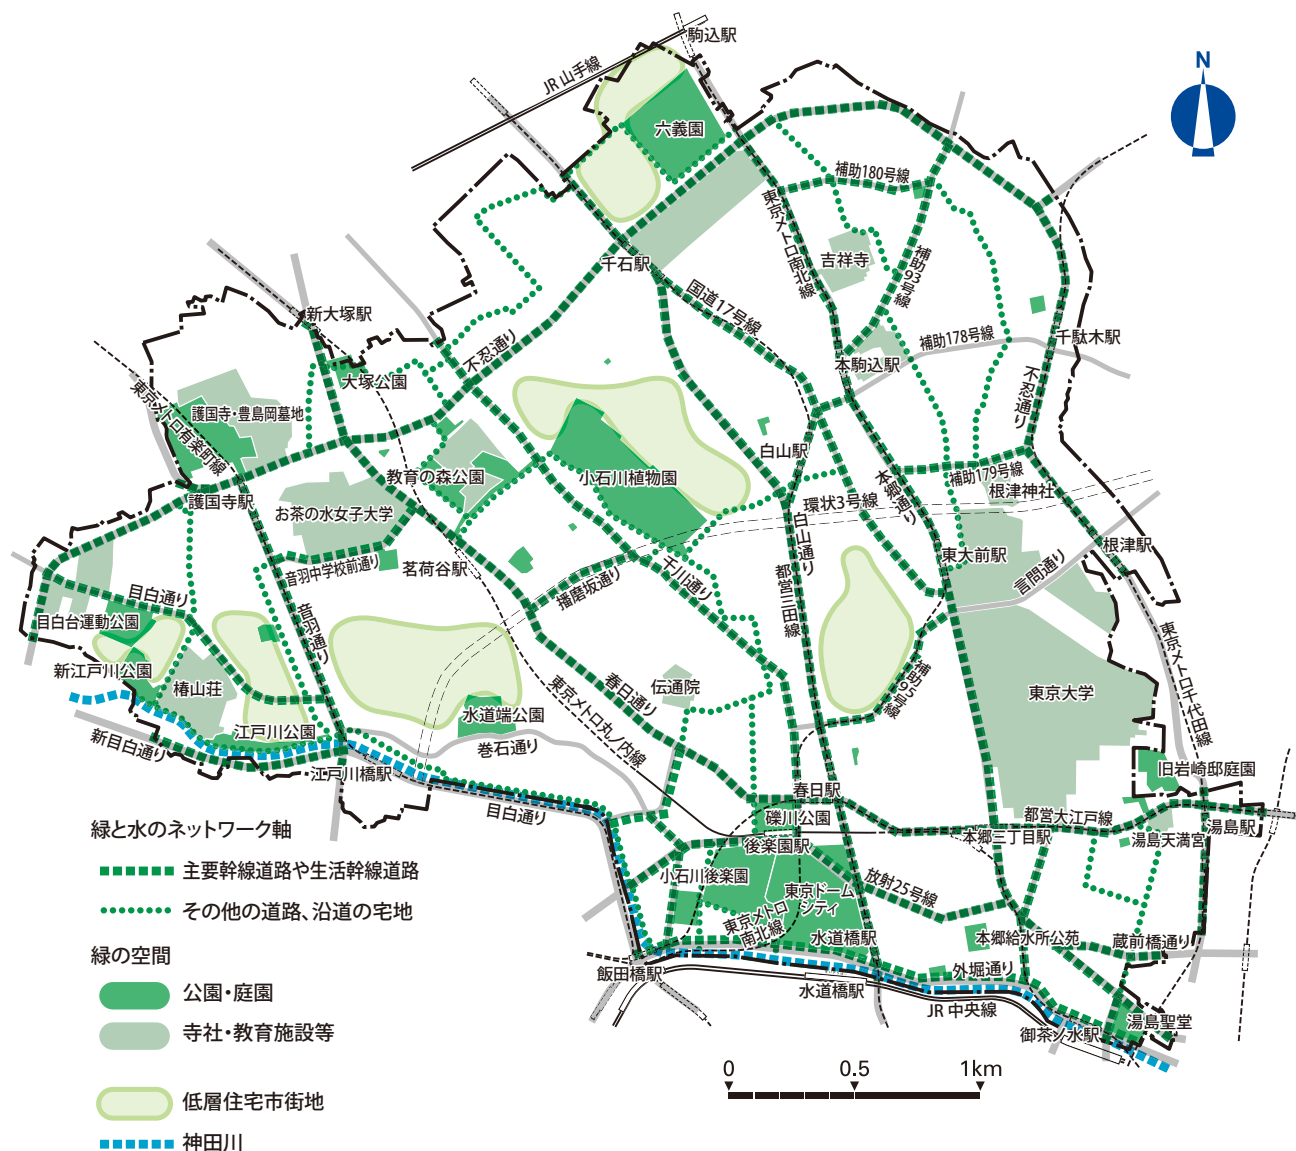 駒込駅
N
JR 山手線
六義園
補助180号線
東京メトロ南北線
吉祥寺
補助93号線
千石駅
国道17号線
新大塚駅
不忍通り
補助178号線
千駄木駅
本駒込駅
大塚公園
不忍通り
東京メトロ有楽町線
護国寺・豊島岡墓地
白山駅
教育の森公園
小石川植物園
本郷通り
補助179号線
根津神社
護国寺駅
お茶の水女子大学
環状3号線
白山通り
東大前駅
根津駅
音羽中学校前通り
茗荷谷駅
播磨坂通り
千川通り
都営三田線
言問通り
目白通り
目白台運動公園
音羽通り
東京メトロ千代田線
新江戸川公園
椿山荘
春日通り
伝通院
補助95号線
東京大学
東京メトロ丸ノ内線
水道端公園
新目白通り
江戸川公園
巻石通り
江戸川橋駅
旧岩崎邸庭園
目白通り
春日駅
礫川公園
都営大江戸線
湯島駅
本郷三丁目駅
湯島天満宮
後楽園駅
小石川後楽園
東京ドーム
シティ
放射25号線
東京メトロ
南北線
水道橋駅
本郷給水所公苑
蔵前橋通り
飯田橋駅
水道橋駅
外堀通り
JR 中央線
御茶ノ水駅
湯島聖堂
緑と水のネットワーク軸
主要幹線道路や生活幹線道路
その他の道路、沿道の宅地
緑の空間
公園・庭園
寺社・教育施設等
低層住宅市街地
神田川
0 0.5 1km